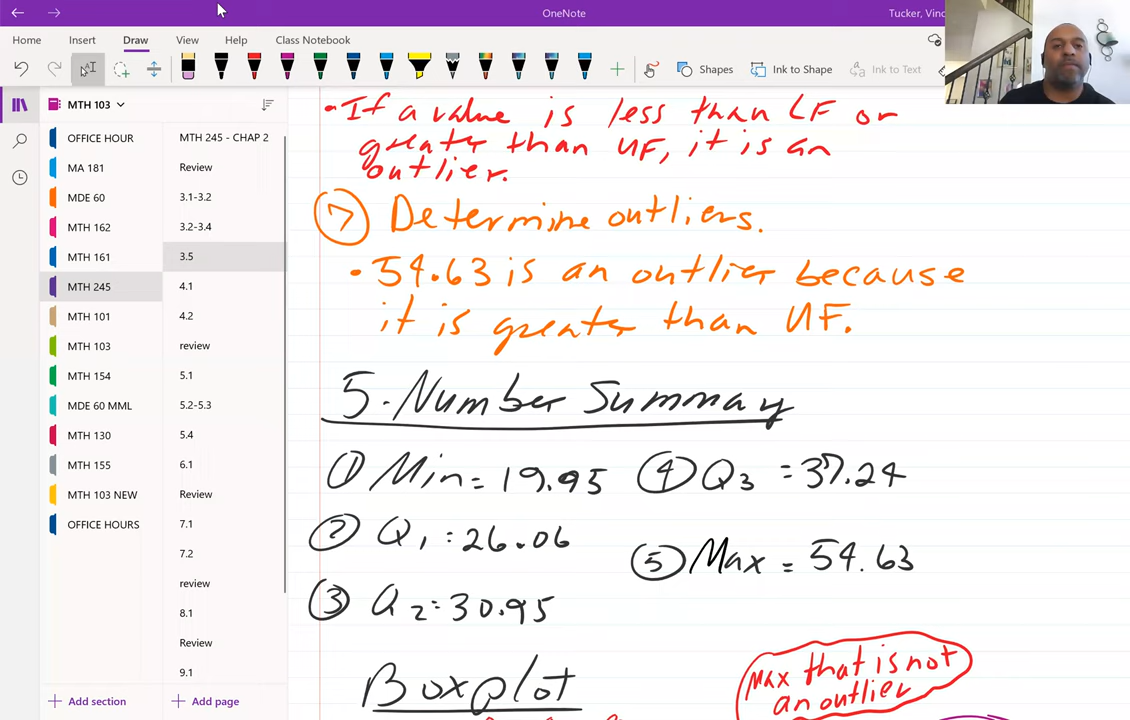 OneNote
Tucker, Vinc
Home
Insert
Draw
View
Help
Class Notebook
Shapes
Ink to Shape
Ink to Text
MTH 103
OFFICE HOUR
MA 181
MDE 60
MTH 162
MTH 161
MTH 245
MTH 101
MTH 103
MTH 154
MDE 60 MML
MTH 130
MTH 155
MTH 103 NEW
OFFICE HOURS
Add section
MTH 245 - CHAP 2
Review
3.1-3.2
3.2-3.4
3.5
4.1
4.2
review
5.1
5.2-5.3
5.4
6.1
Review
7.1
7.2
review
8.1
Review
9.1
Add page
• If a value is less than LF or
greater than UF, it is an
outlier.
⑦ Determine outliers.
• 54.63 is an outlier because
it is greater than UF.
5-Number Summary
① Min = 19.95 ④ Q3 = 37.24
② Q1 = 26.06
⑤ Max = 54.63
③ Q2 = 30.95
Boxplot
Max that is not
an outlier